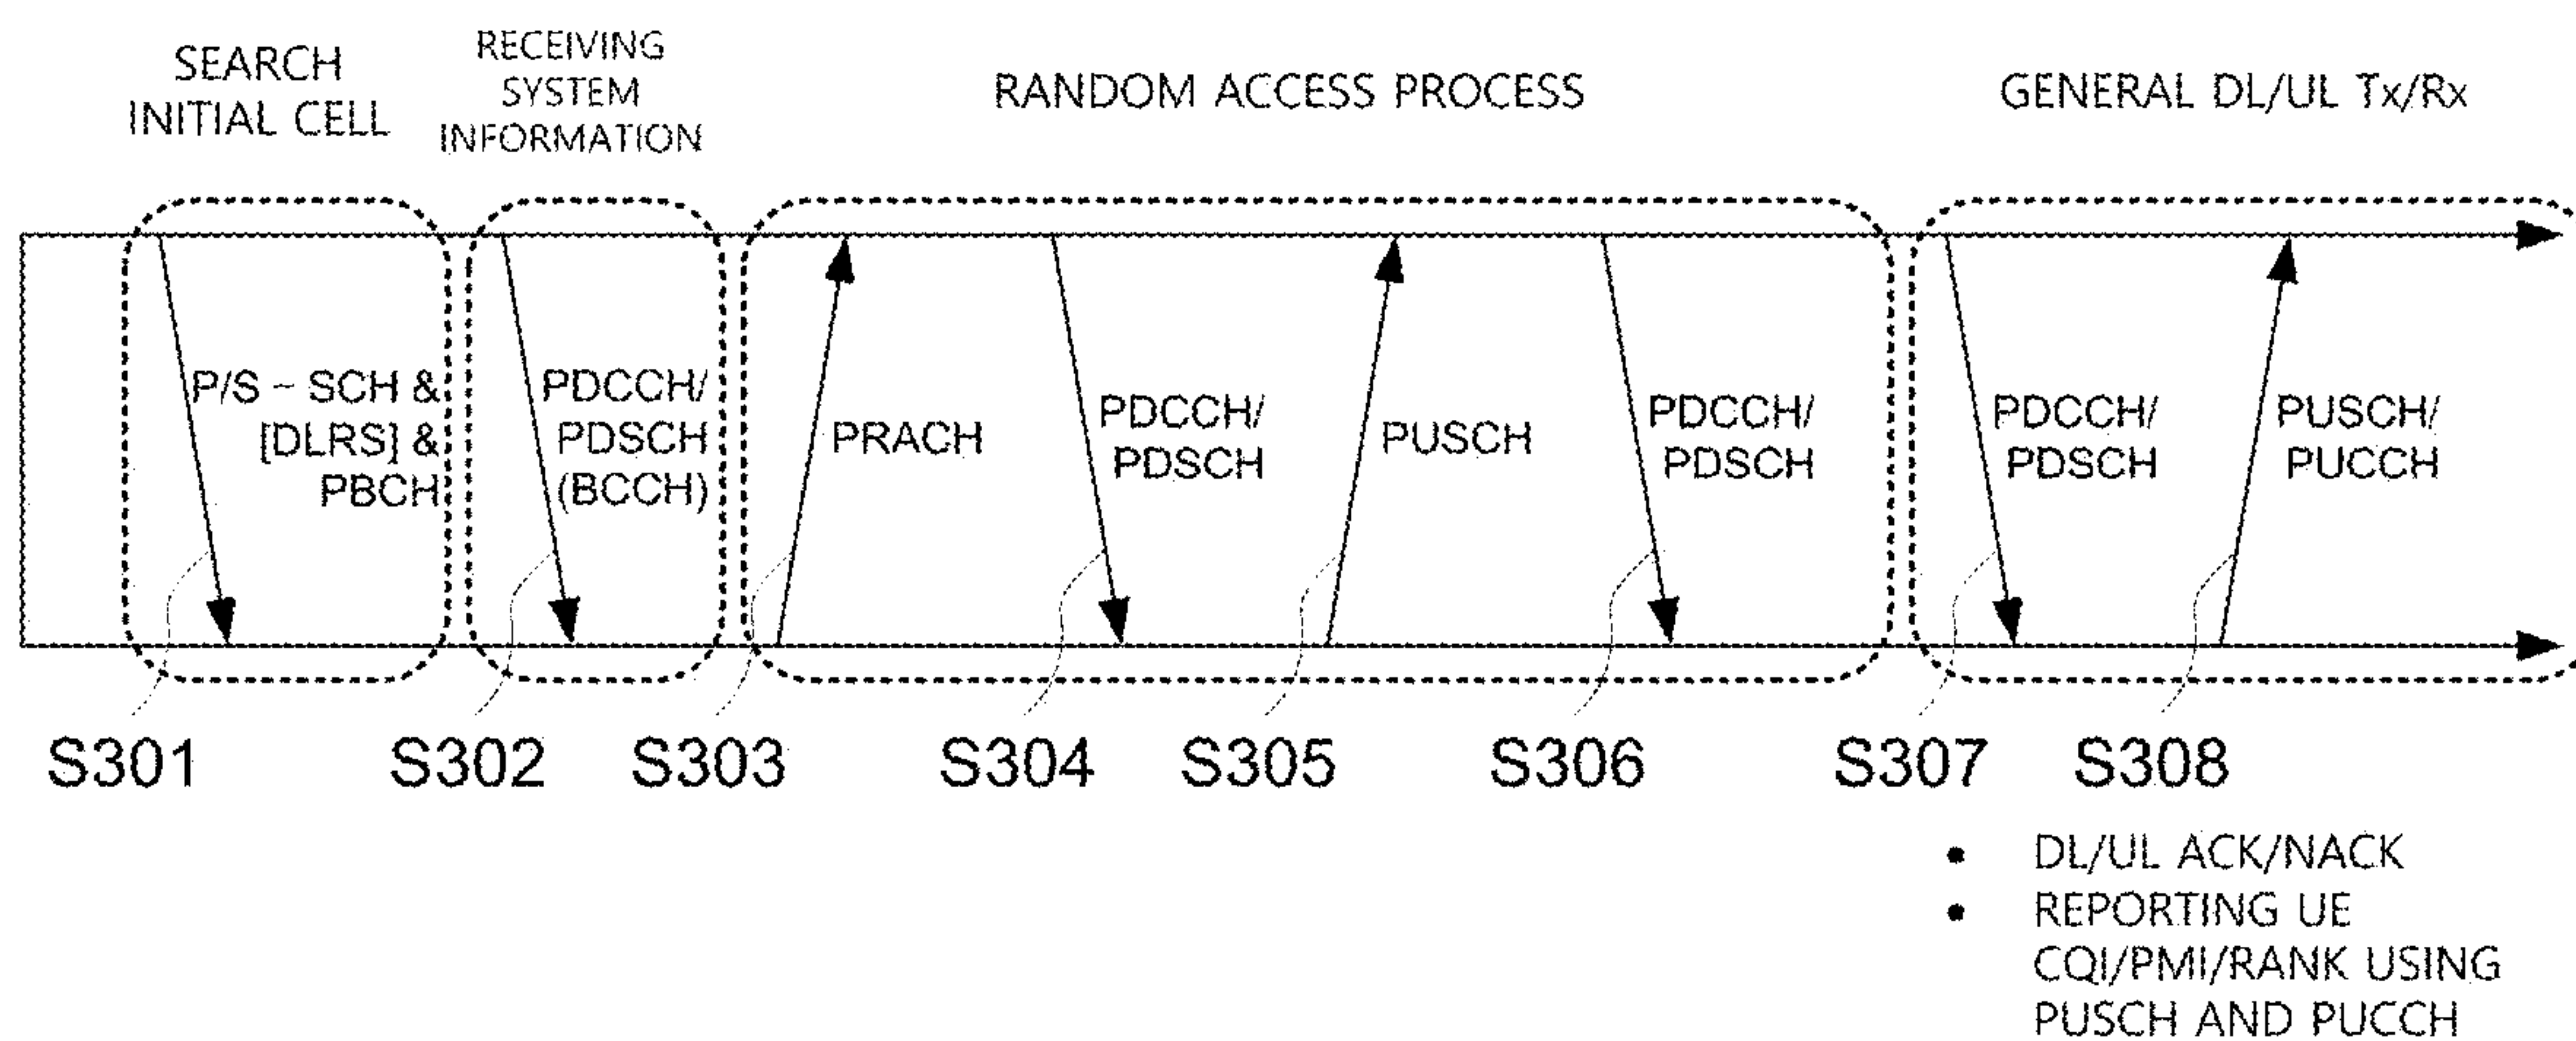 SEARCH
INITIAL CELL
RECEIVING
SYSTEM
INFORMATION
RANDOM ACCESS PROCESS
GENERAL DL/UL Tx/Rx
P/S – SCH &
[DLRS] &
PBCH
PDCCH/
PDSCH
(BCCH)
PRACH
PDCCH/
PDSCH
PUSCH
PDCCH/
PDSCH
PDCCH/
PDSCH
PUSCH/
PUCCH
S301
S302
S303
S304
S305
S306
S307
S308
• DL/UL ACK/NACK
• REPORTING UE
CQI/PMI/RANK USING
PUSCH AND PUCCH